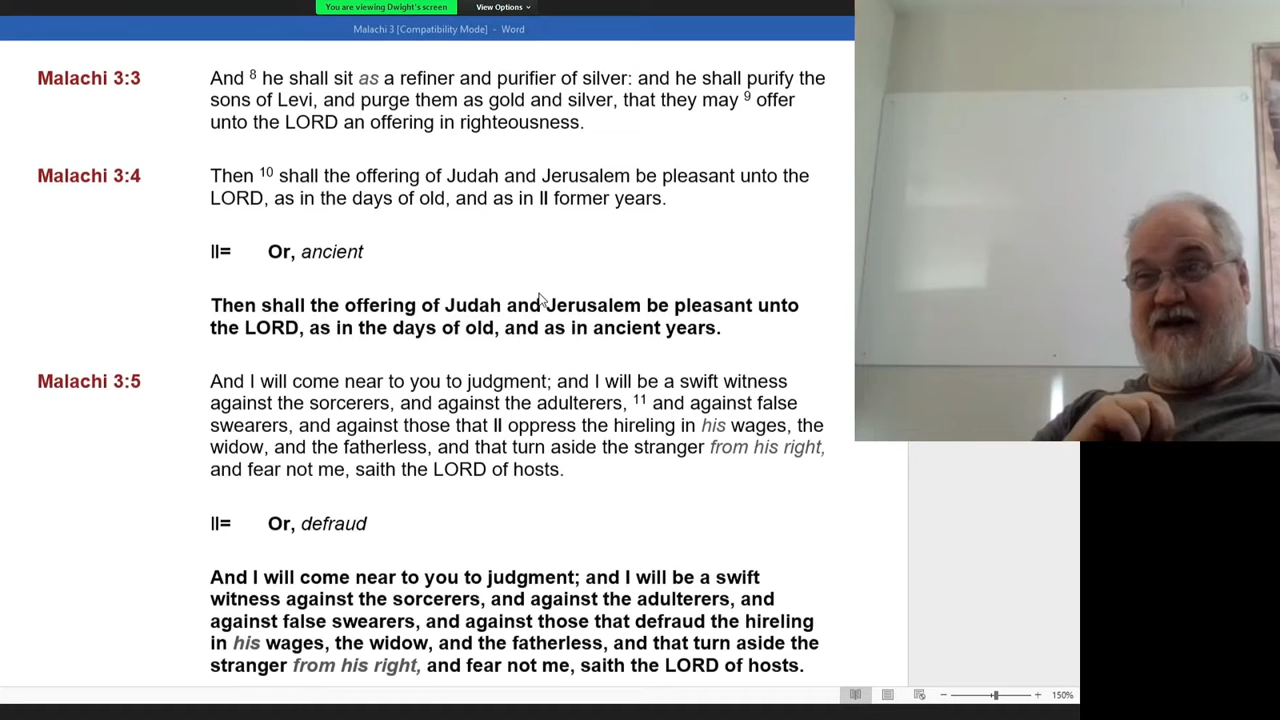 You are viewing Dwight's screen
View Options
Malachi 3 [Compatibility Mode] - Word
Malachi 3:3 And 8 he shall sit as a refiner and purifier of silver: and he shall purify the
sons of Levi, and purge them as gold and silver, that they may 9 offer
unto the LORD an offering in righteousness.
Malachi 3:4 Then 10 shall the offering of Judah and Jerusalem be pleasant unto the
LORD, as in the days of old, and as in II former years.
II= Or, ancient
Then shall the offering of Judah and Jerusalem be pleasant unto
the LORD, as in the days of old, and as in ancient years.
Malachi 3:5 And I will come near to you to judgment; and I will be a swift witness
against the sorcerers, and against the adulterers, 11 and against false
swearers, and against those that II oppress the hireling in his wages, the
widow, and the fatherless, and that turn aside the stranger from his right,
and fear not me, saith the LORD of hosts.
II= Or, defraud
And I will come near to you to judgment; and I will be a swift
witness against the sorcerers, and against the adulterers, and
against false swearers, and against those that defraud the hireling
in his wages, the widow, and the fatherless, and that turn aside the
stranger from his right, and fear not me, saith the LORD of hosts.
150%